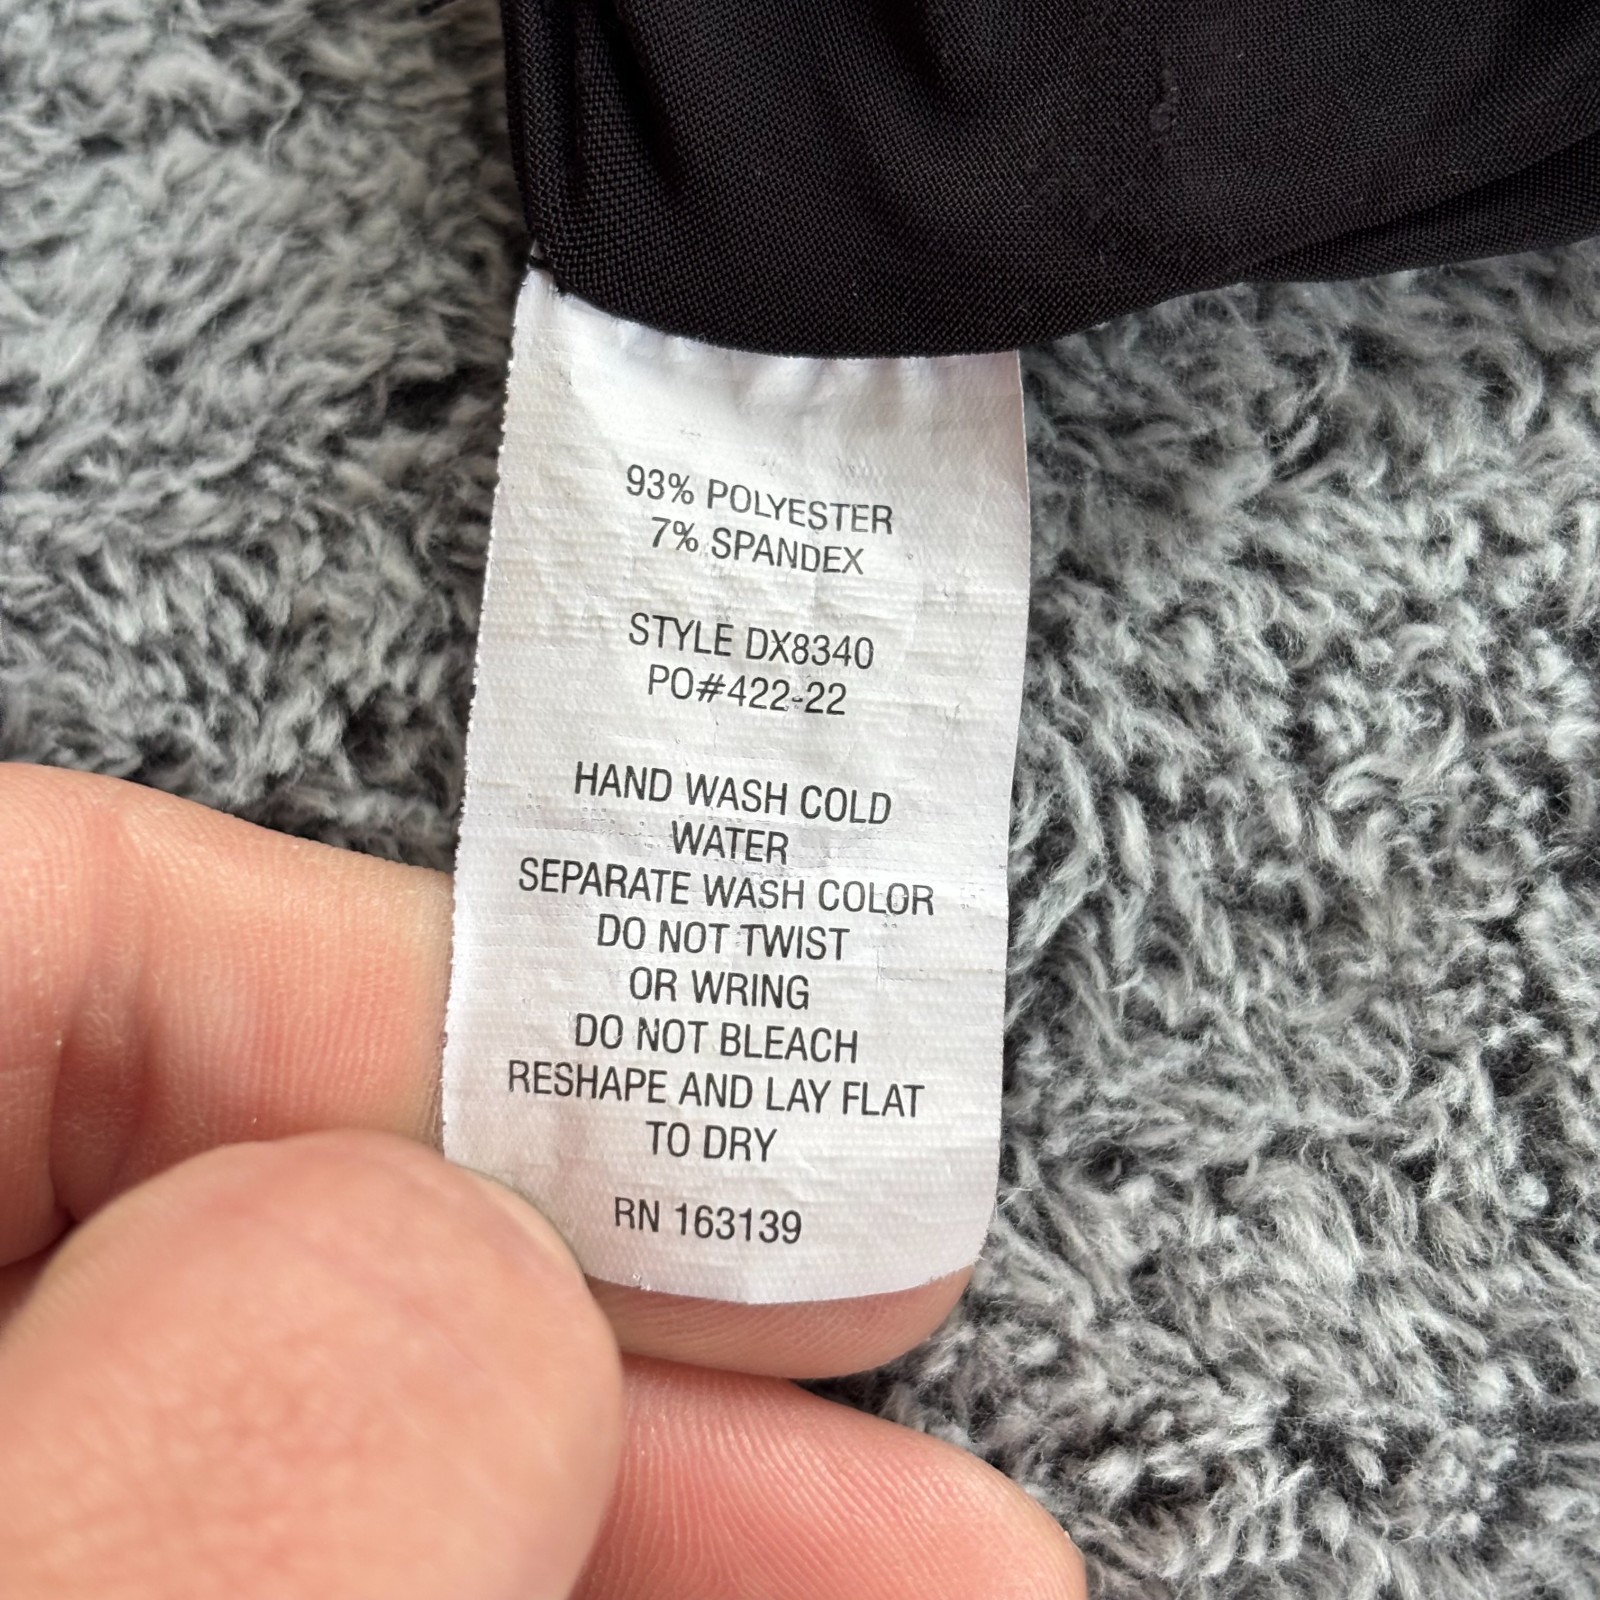 93% POLYESTER
7% SPANDEX
STYLE DX8340
PO#422-22
HAND WASH COLD
WATER
SEPARATE WASH COLOR
DO NOT TWIST
OR WRING
DO NOT BLEACH
RESHAPE AND LAY FLAT
TO DRY
RN 163139